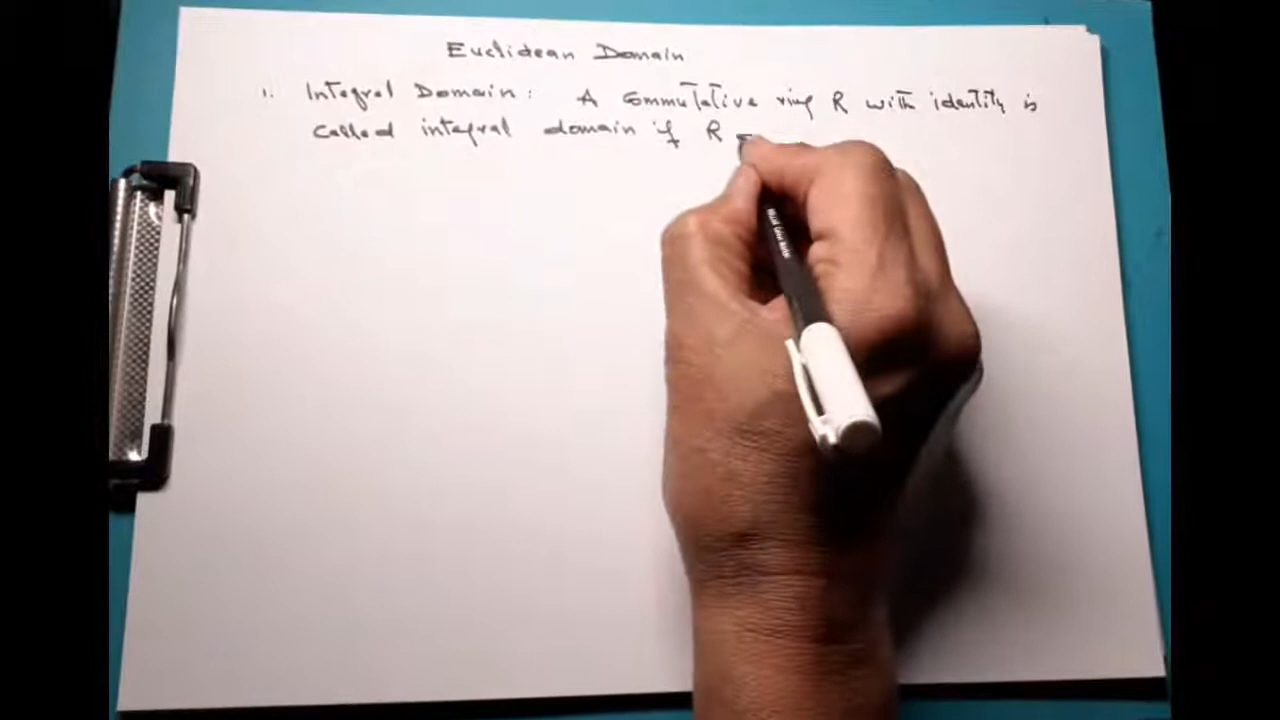 Euclidean Domain
1. Integral Domain: A Commutative ring R with identity is
called integral domain if R